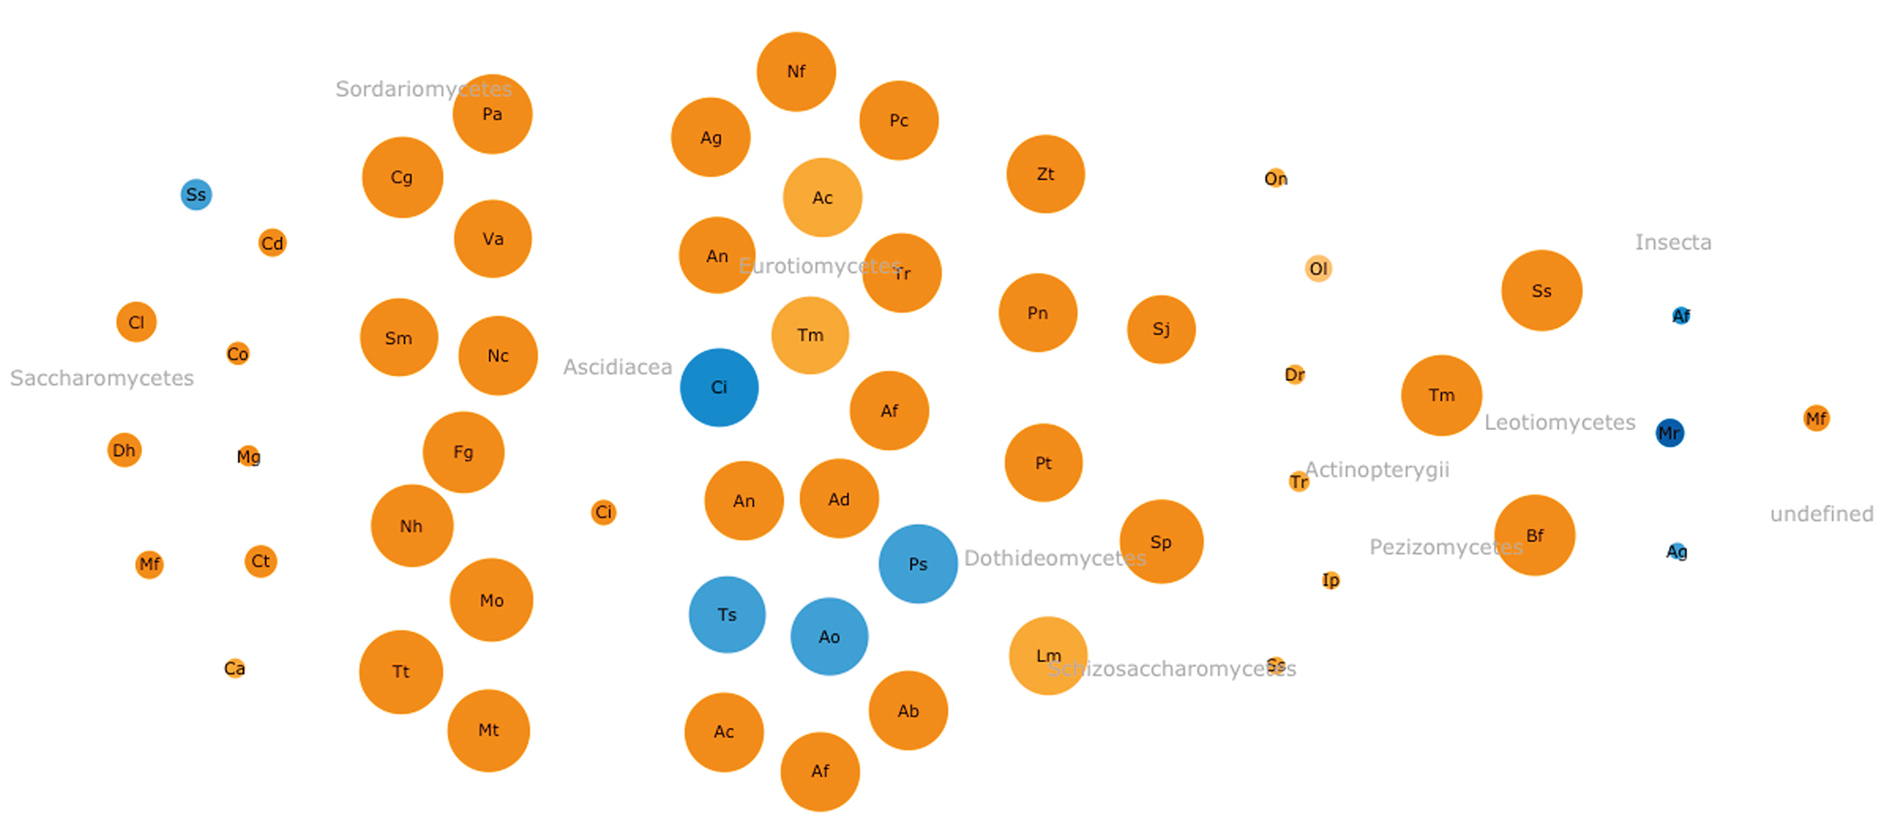 Saccharomycetes
Ss
Cd
Cl
Co
Dh
Mg
Mf
Ct
Ca
Sordariomycetes
Pa
Cg
Va
Sm
Nc
Fg
Nh
Mo
Tt
Mt
Ascidiacea
Ci
Eurotiomycetes
Nf
Ag
Pc
Ac
An
Tr
Tm
Ci
Af
An
Ad
Ps
Ts
Ao
Ab
Ac
Af
Dothideomycetes
Zt
Pn
Pt
Lm
Schizosaccharomycetes
Sj
Sp
Actinopterygii
On
Ol
Dr
Tr
Ip
Ss
Pezizomycetes
Tm
Leotiomycetes
Ss
Bf
Insecta
Af
Mr
Ag
undefined
Mf